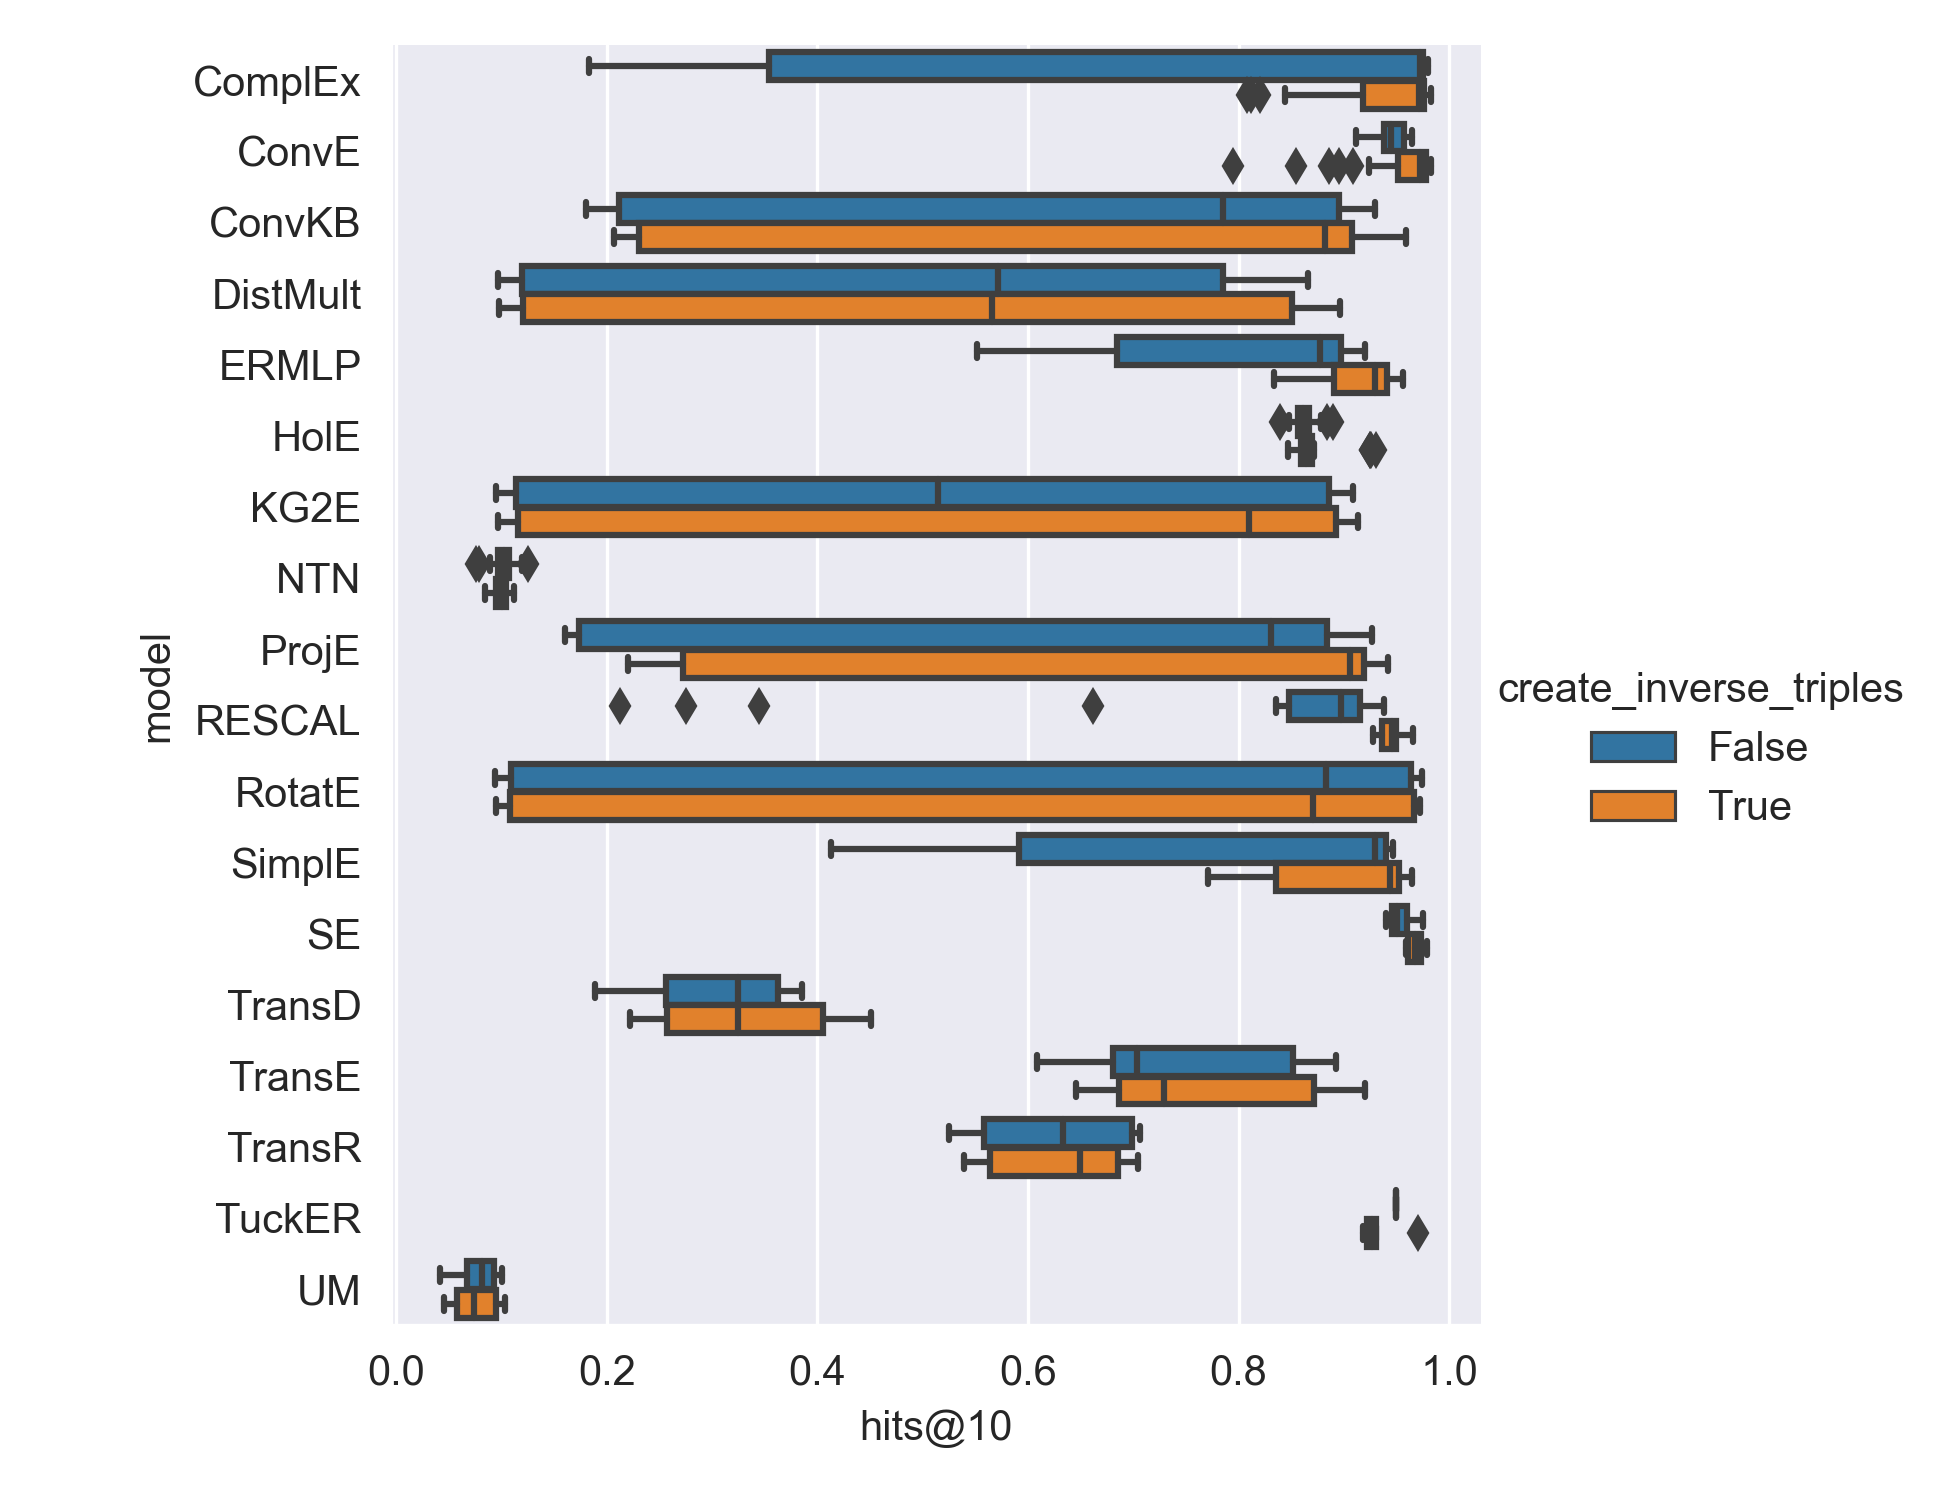 ComplEx
ConvE
ConvKB
DistMult
ERMLP
HolE
KG2E
NTN
ProjE
RESCAL
RotatE
SimplE
SE
TransD
TransE
TransR
TuckER
UM
model
0.0 0.2 0.4 0.6 0.8 1.0
hits@10
create_inverse_triples
False
True